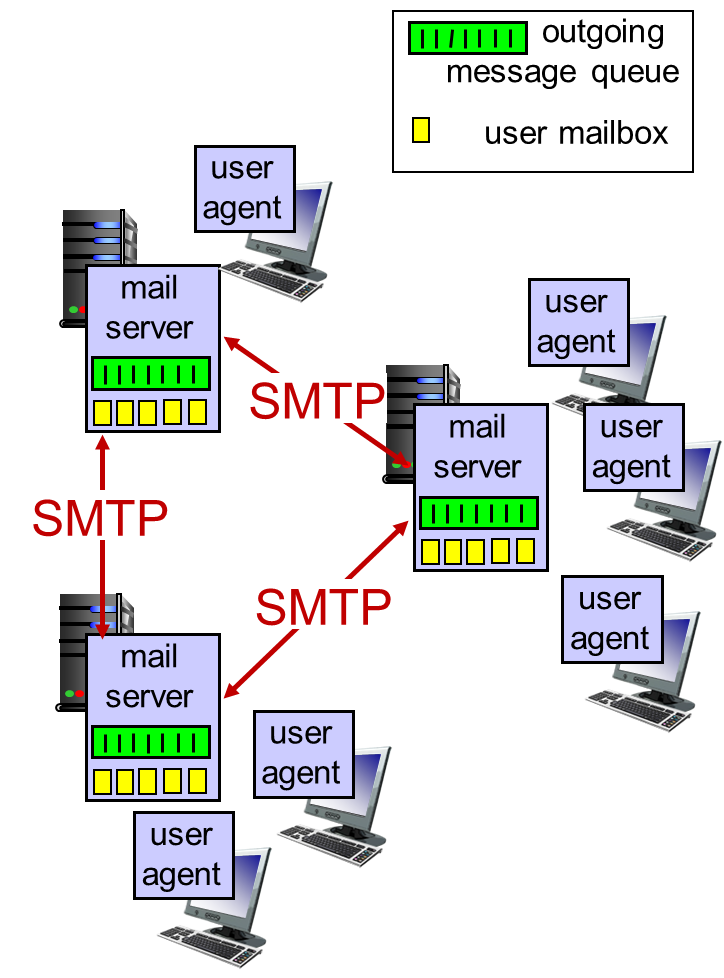 outgoing
message queue
user mailbox
user
agent
mail
server
user
agent
SMTP
user
agent
mail
server
SMTP
user
agent
SMTP
mail
server
user
agent
user
agent